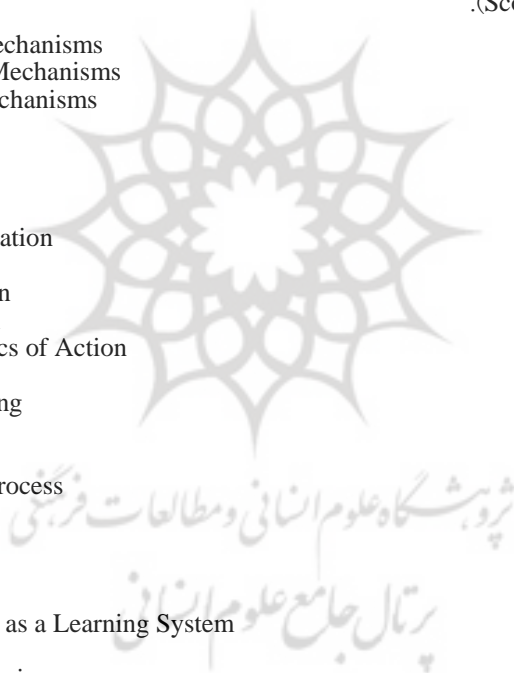 .(Sco
echanisms
Mechanisms
chanisms
ation
n
cs of Action
ng
rocess
پژوهشگاه علوم انسانی و مطالعات فرهنگی
as a Learning System
پرتال جامع علوم انسانی
.